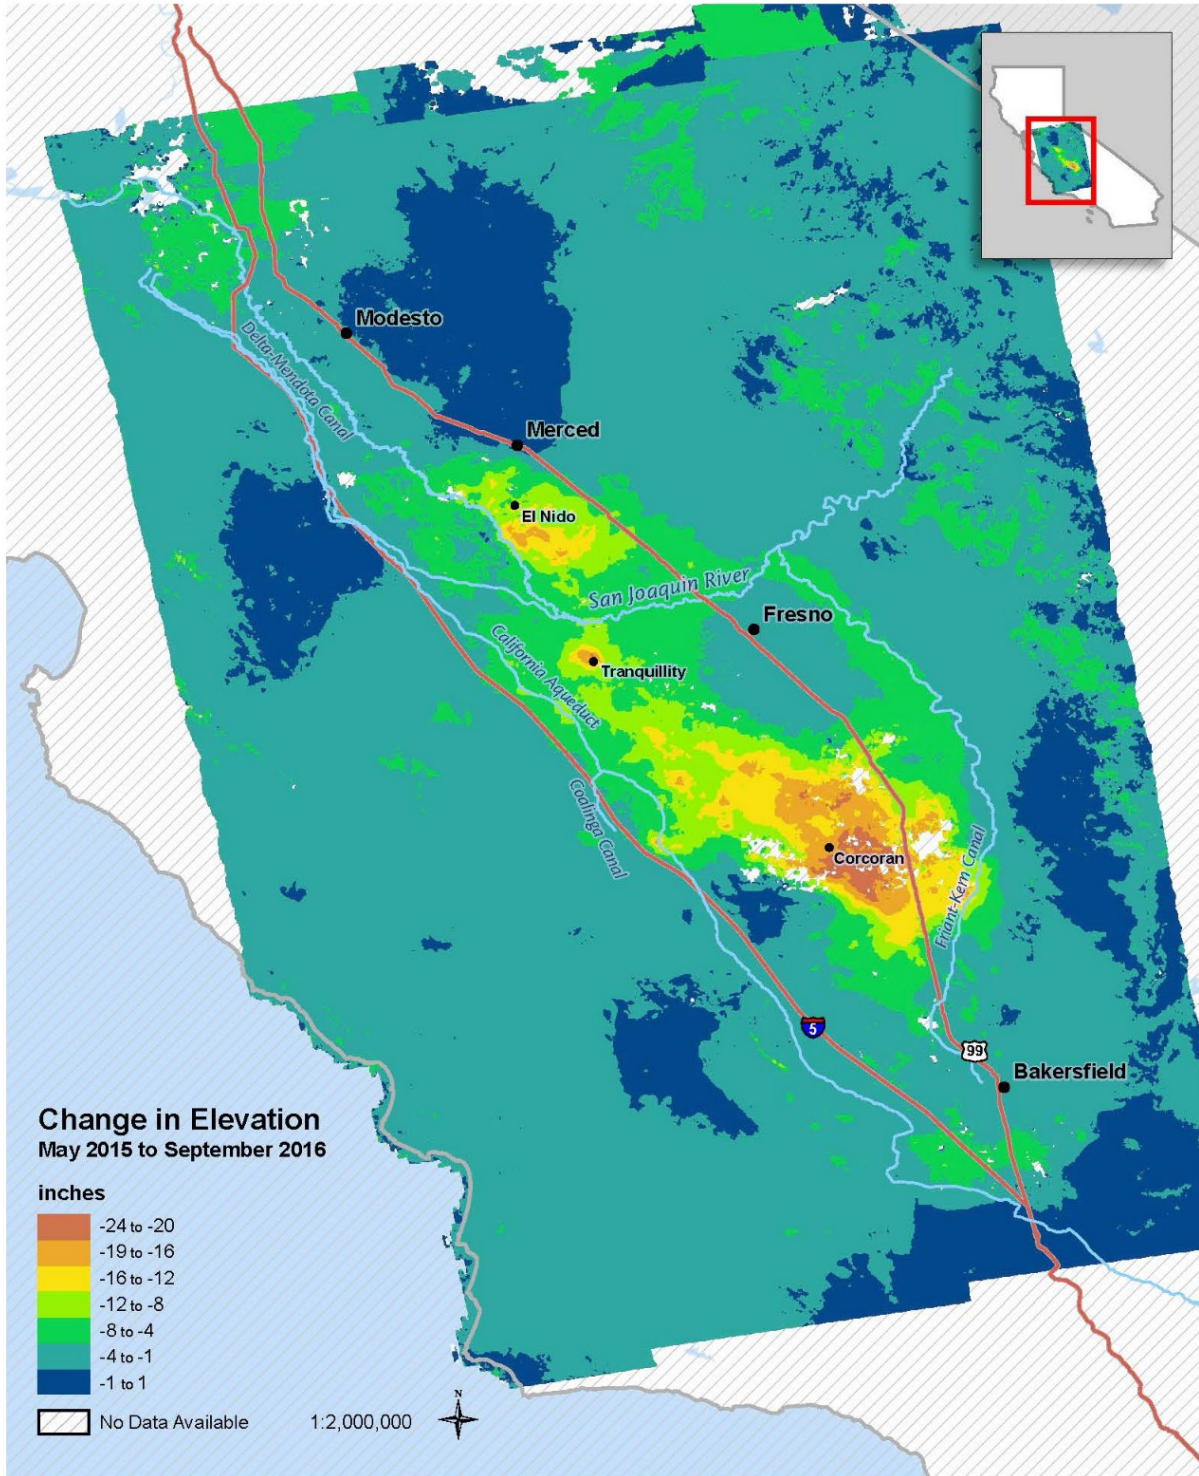 Modesto
Delta-Mendota Canal
Merced
El Nido
San Joaquin River
Fresno
California Aqueduct
Tranquillity
Coalinga Canal
Corcoran
Friant-Kern Canal
5
99
Bakersfield
Change in Elevation
May 2015 to September 2016
inches
-24 to -20
-19 to -16
-16 to -12
-12 to -8
-8 to -4
-4 to -1
-1 to 1
No Data Available
1:2,000,000
N